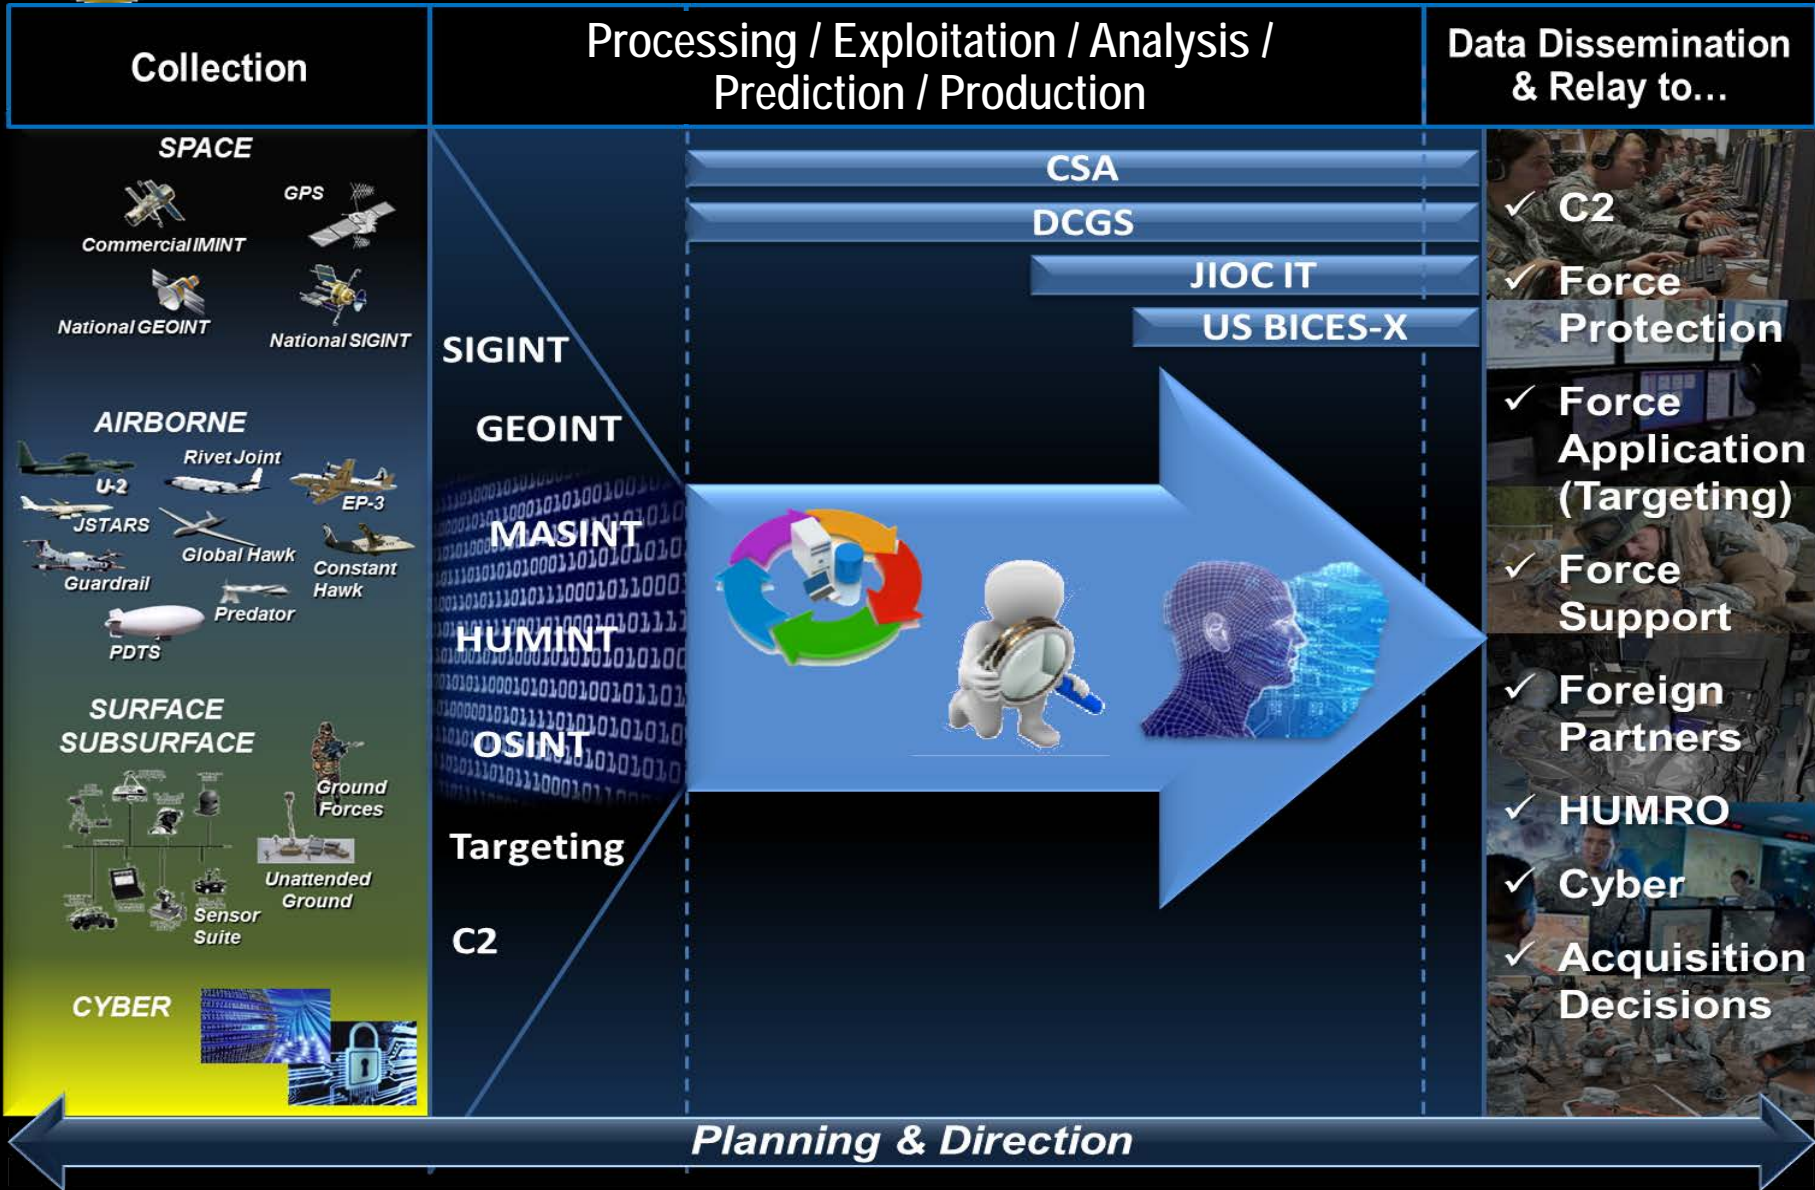 Collection
Processing / Exploitation / Analysis /
Prediction / Production
Data Dissemination
& Relay to...
SPACE
GPS
Commercial IMINT
National GEOINT
National SIGINT
AIRBORNE
Rivet Joint
U-2
EP-3
JSTARS
Global Hawk
Constant
Hawk
Guardrail
Predator
PDTS
SURFACE
SUBSURFACE
Ground
Forces
Unattended
Ground
Sensor
Suite
CYBER
SIGINT
GEOINT
MASINT
HUMINT
OSINT
Targeting
C2
CSA
DCGS
JIOC IT
US BICES-X
✓ C2
✓ Force
Protection
✓ Force
Application
(Targeting)
✓ Force
Support
✓ Foreign
Partners
✓ HUMRO
✓ Cyber
✓ Acquisition
Decisions
Planning & Direction